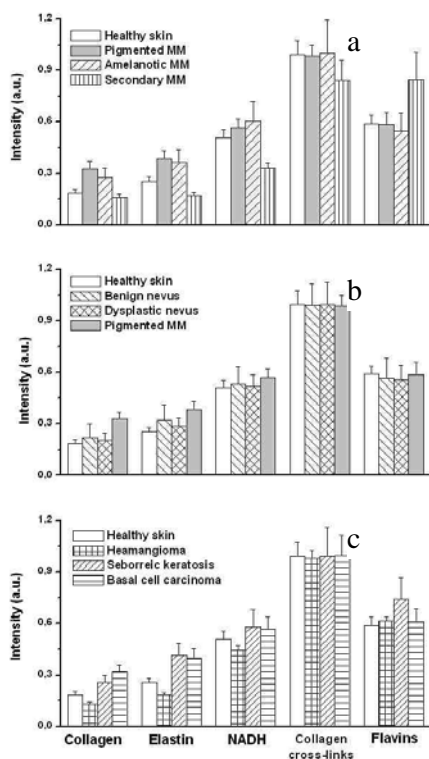 1,2
0,9
0,6
0,3
0,0
Intensity (a.u.)
Healthy skin
Pigmented MM
Amelanotic MM
Secondary MM
a
1,2
0,9
0,6
0,3
0,0
Intensity (a.u.)
Healthy skin
Benign nevus
Dysplastic nevus
Pigmented MM
b
1,2
0,9
0,6
0,3
0,0
Intensity (a.u.)
Healthy skin
Heamangioma
Seborreic keratosis
Basal cell carcinoma
c
Collagen
Elastin
NADH
Collagen
cross-links
Flavins